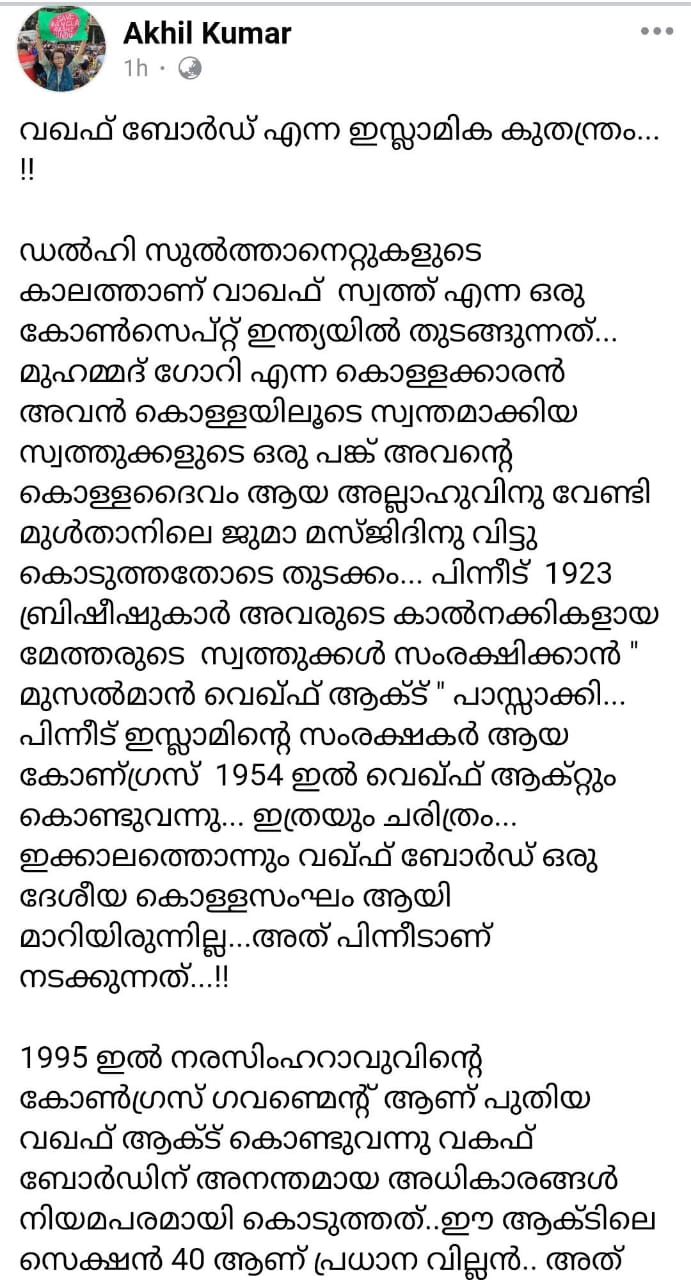 SAVE
BANGLA
DESHI
HINDU
Akhil Kumar
1h ·
വഖഫ് ബോർഡ് എന്ന ഇസ്ലാമിക കുതന്ത്രം...
!!
ഡൽഹി സുൽത്താനെറ്റുകളുടെ
കാലത്താണ് വാഖഫ് സ്വത്ത് എന്ന ഒരു
കോൺസെപ്റ്റ് ഇന്ത്യയിൽ തുടങ്ങുന്നത്...
മുഹമ്മദ് ഗോറി എന്ന കൊള്ളക്കാരൻ
അവൻ കൊള്ളയിലൂടെ സ്വന്തമാക്കിയ
സ്വത്തുക്കളുടെ ഒരു പങ്ക് അവന്റെ
കൊള്ളദൈവം ആയ അല്ലാഹുവിനു വേണ്ടി
മുൾതാനിലെ ജുമാ മസ്ജിദിനു വിട്ടു
കൊടുത്തതോടെ തുടക്കം... പിന്നീട് 1923
ബ്രിഷീഷുകാർ അവരുടെ കാൽനക്കികളായ
മേത്തരുടെ സ്വത്തുക്കൾ സംരക്ഷിക്കാൻ "
മുസൽമാൻ വെഖ്ഫ് ആക്ട് " പാസ്സാക്കി...
പിന്നീട് ഇസ്ലാമിന്റെ സംരക്ഷകർ ആയ
കോണ്ഗ്രസ് 1954 ഇൽ വെഖ്ഫ് ആക്റ്റും
കൊണ്ടുവന്നു... ഇത്രയും ചരിത്രം...
ഇക്കാലത്തൊന്നും വഖ്ഫ് ബോർഡ് ഒരു
ദേശീയ കൊള്ളസംഘം ആയി
മാറിയിരുന്നില്ല...അത് പിന്നീടാണ്
നടക്കുന്നത്...!!
1995 ഇൽ നരസിംഹറാവുവിന്റെ
കോൺഗ്രസ് ഗവണ്മെന്റ് ആണ് പുതിയ
വഖഫ് ആക്ട് കൊണ്ടുവന്നു വകഫ്
ബോർഡിന് അനന്തമായ അധികാരങ്ങൾ
നിയമപരമായി കൊടുത്തത്..ഈ ആക്ടിലെ
സെക്ഷൻ 40 ആണ് പ്രധാന വില്ലൻ.. അത്